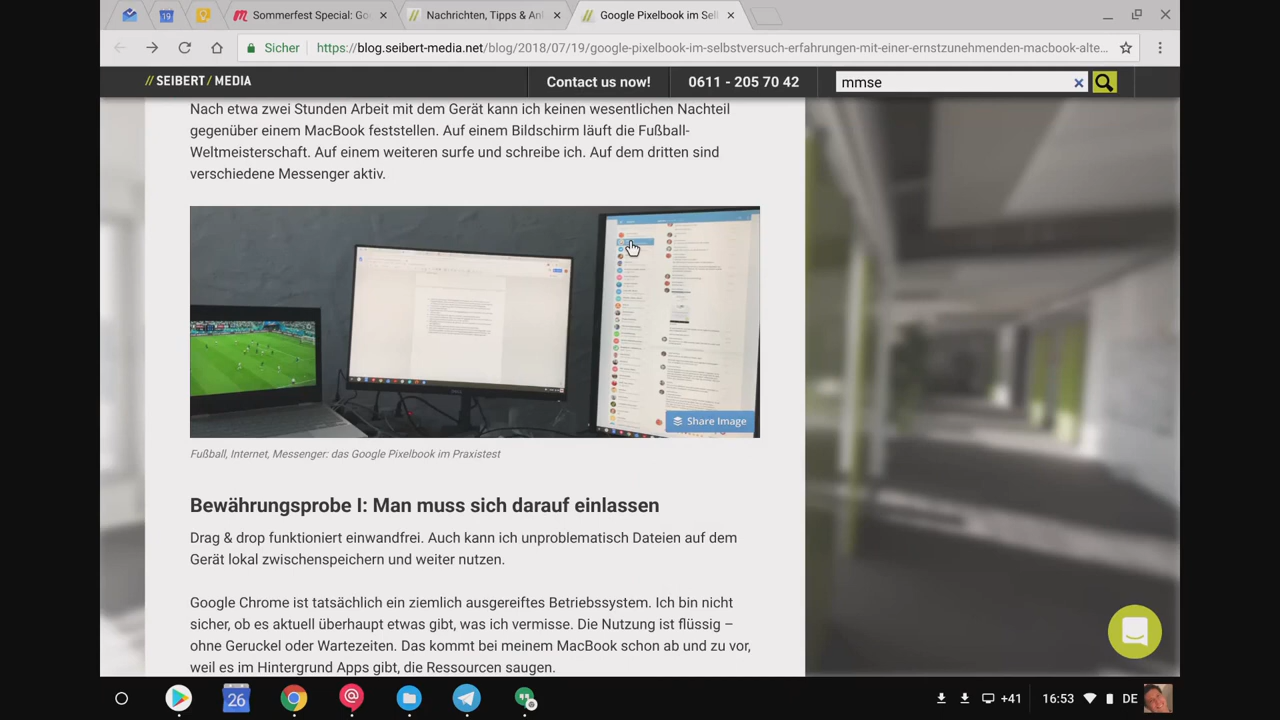 Sommerfest Special: Go
Nachrichten, Tipps & An
Google Pixelbook im Sel
19
Sicher
https://blog.seibert-media.net/blog/2018/07/19/google-pixelbook-im-selbstversuch-erfahrungen-mit-einer-ernstzunehmenden-macbook-alte...
// SEIBERT / MEDIA
Contact us now!
0611 - 205 70 42
mmse
Nach etwa zwei Stunden Arbeit mit dem Gerät kann ich keinen wesentlichen Nachteil
gegenüber einem MacBook feststellen. Auf einem Bildschirm läuft die Fußball-
Weltmeisterschaft. Auf einem weiteren surfe und schreibe ich. Auf dem dritten sind
verschiedene Messenger aktiv.
Share Image
Fußball, Internet, Messenger: das Google Pixelbook im Praxistest
Bewährungsprobe I: Man muss sich darauf einlassen
Drag & drop funktioniert einwandfrei. Auch kann ich unproblematisch Dateien auf dem
Gerät lokal zwischenspeichern und weiter nutzen.
Google Chrome ist tatsächlich ein ziemlich ausgereiftes Betriebssystem. Ich bin nicht
sicher, ob es aktuell überhaupt etwas gibt, was ich vermisse. Die Nutzung ist flüssig –
ohne Geruckel oder Wartezeiten. Das kommt bei meinem MacBook schon ab und zu vor,
weil es im Hintergrund Apps gibt, die Ressourcen saugen.
26
+41
16:53
DE